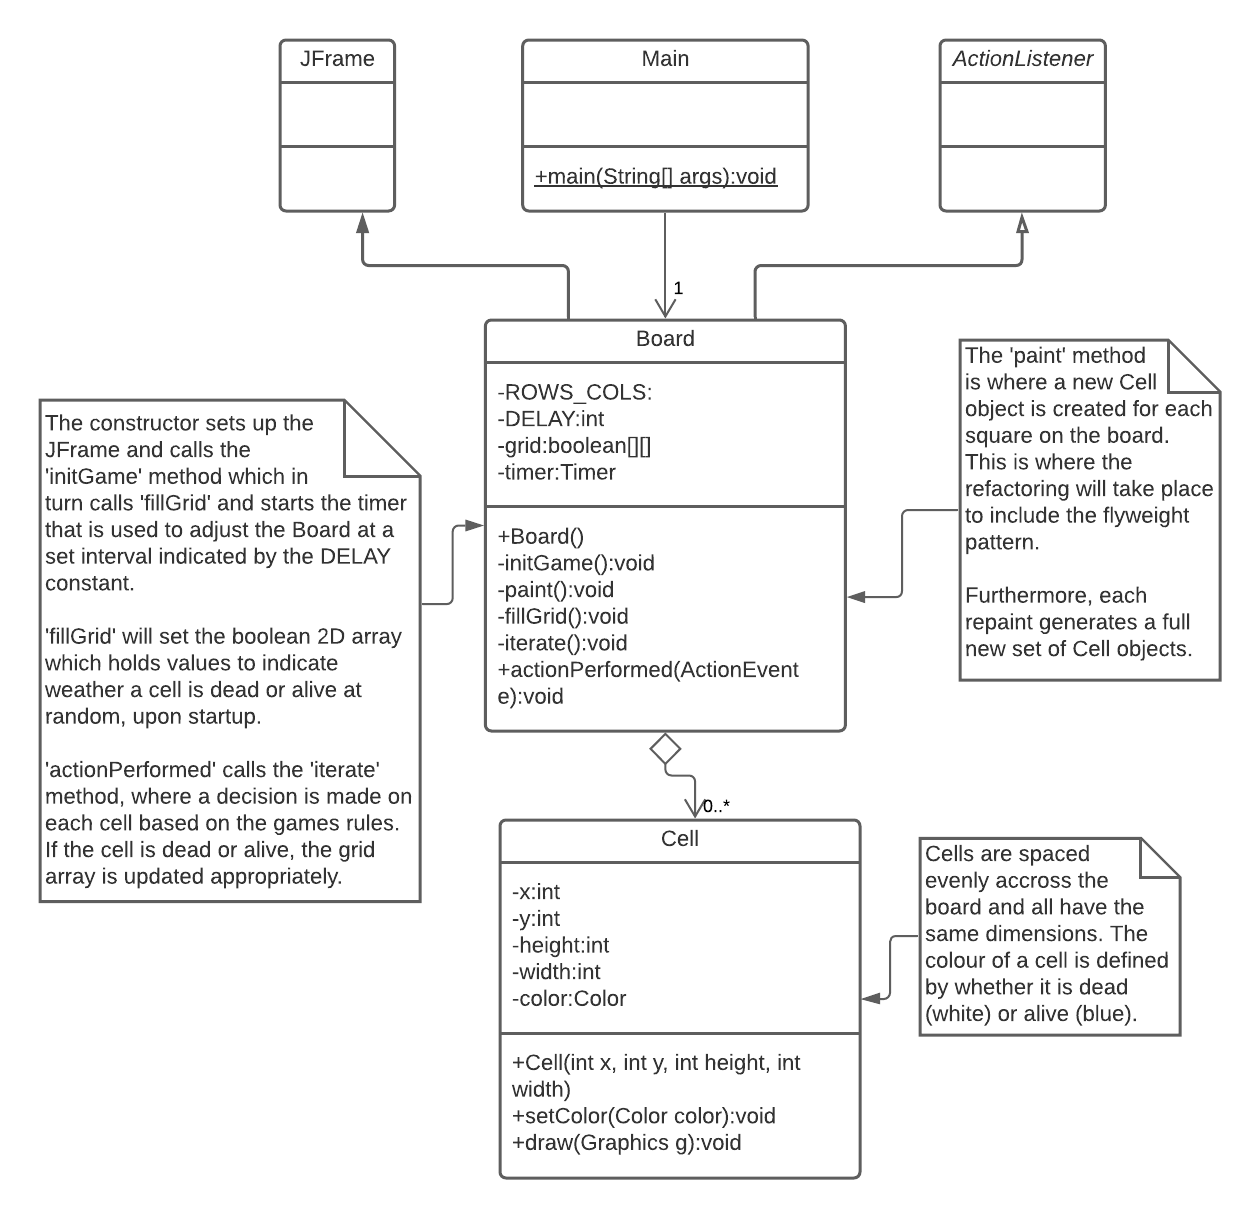 JFrame
Main
+main(String[] args):void
ActionListener
1
Board
-ROWS_COLS:
-DELAY:int
-grid:boolean[][]
-timer:Timer
+Board()
-initGame():void
-paint():void
-fillGrid():void
-iterate():void
+actionPerformed(ActionEvent
e):void
The constructor sets up the
JFrame and calls the
'initGame' method which in
turn calls 'fillGrid' and starts the timer
that is used to adjust the Board at a
set interval indicated by the DELAY
constant.
'fillGrid' will set the boolean 2D array
which holds values to indicate
weather a cell is dead or alive at
random, upon startup.
'actionPerformed' calls the 'iterate'
method, where a decision is made on
each cell based on the games rules.
If the cell is dead or alive, the grid
array is updated appropriately.
The 'paint' method
is where a new Cell
object is created for each
square on the board.
This is where the
refactoring will take place
to include the flyweight
pattern.
Furthermore, each
repaint generates a full
new set of Cell objects.
0..*
Cell
-x:int
-y:int
-height:int
-width:int
-color:Color
+Cell(int x, int y, int height, int
width)
+setColor(Color color):void
+draw(Graphics g):void
Cells are spaced
evenly accross the
board and all have the
same dimensions. The
colour of a cell is defined
by whether it is dead
(white) or alive (blue).